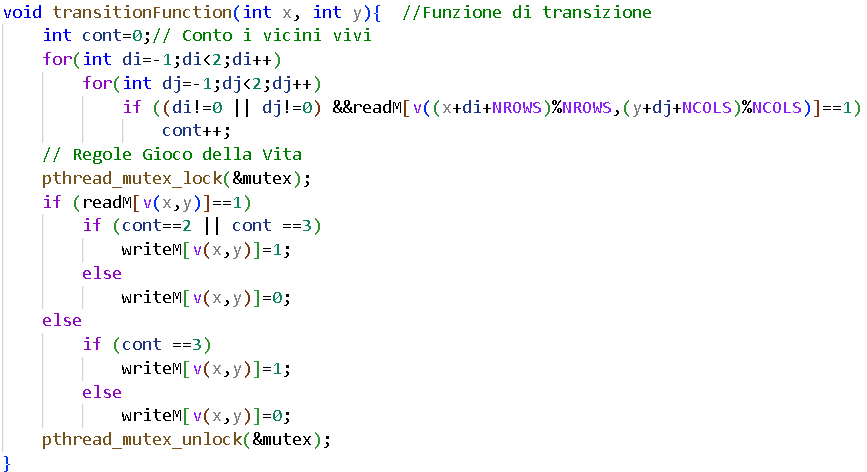 void transitionFunction(int x, int y){  //Funzione di transizione
    int cont=0;// Conto i vicini vivi
    for(int di=-1;di<2;di++)
        for(int dj=-1;dj<2;dj++)
            if ((di!=0 || dj!=0) &&readM[v((x+di+NROWS)%NROWS,(y+dj+NCOLS)%NCOLS)]==1)
                cont++;
    // Regole Gioco della Vita
    pthread_mutex_lock(&mutex);
    if (readM[v(x,y)]==1)
        if (cont==2 || cont ==3)
            writeM[v(x,y)]=1;
        else
            writeM[v(x,y)]=0;
    else
        if (cont ==3)
            writeM[v(x,y)]=1;
        else
            writeM[v(x,y)]=0;
    pthread_mutex_unlock(&mutex);
}